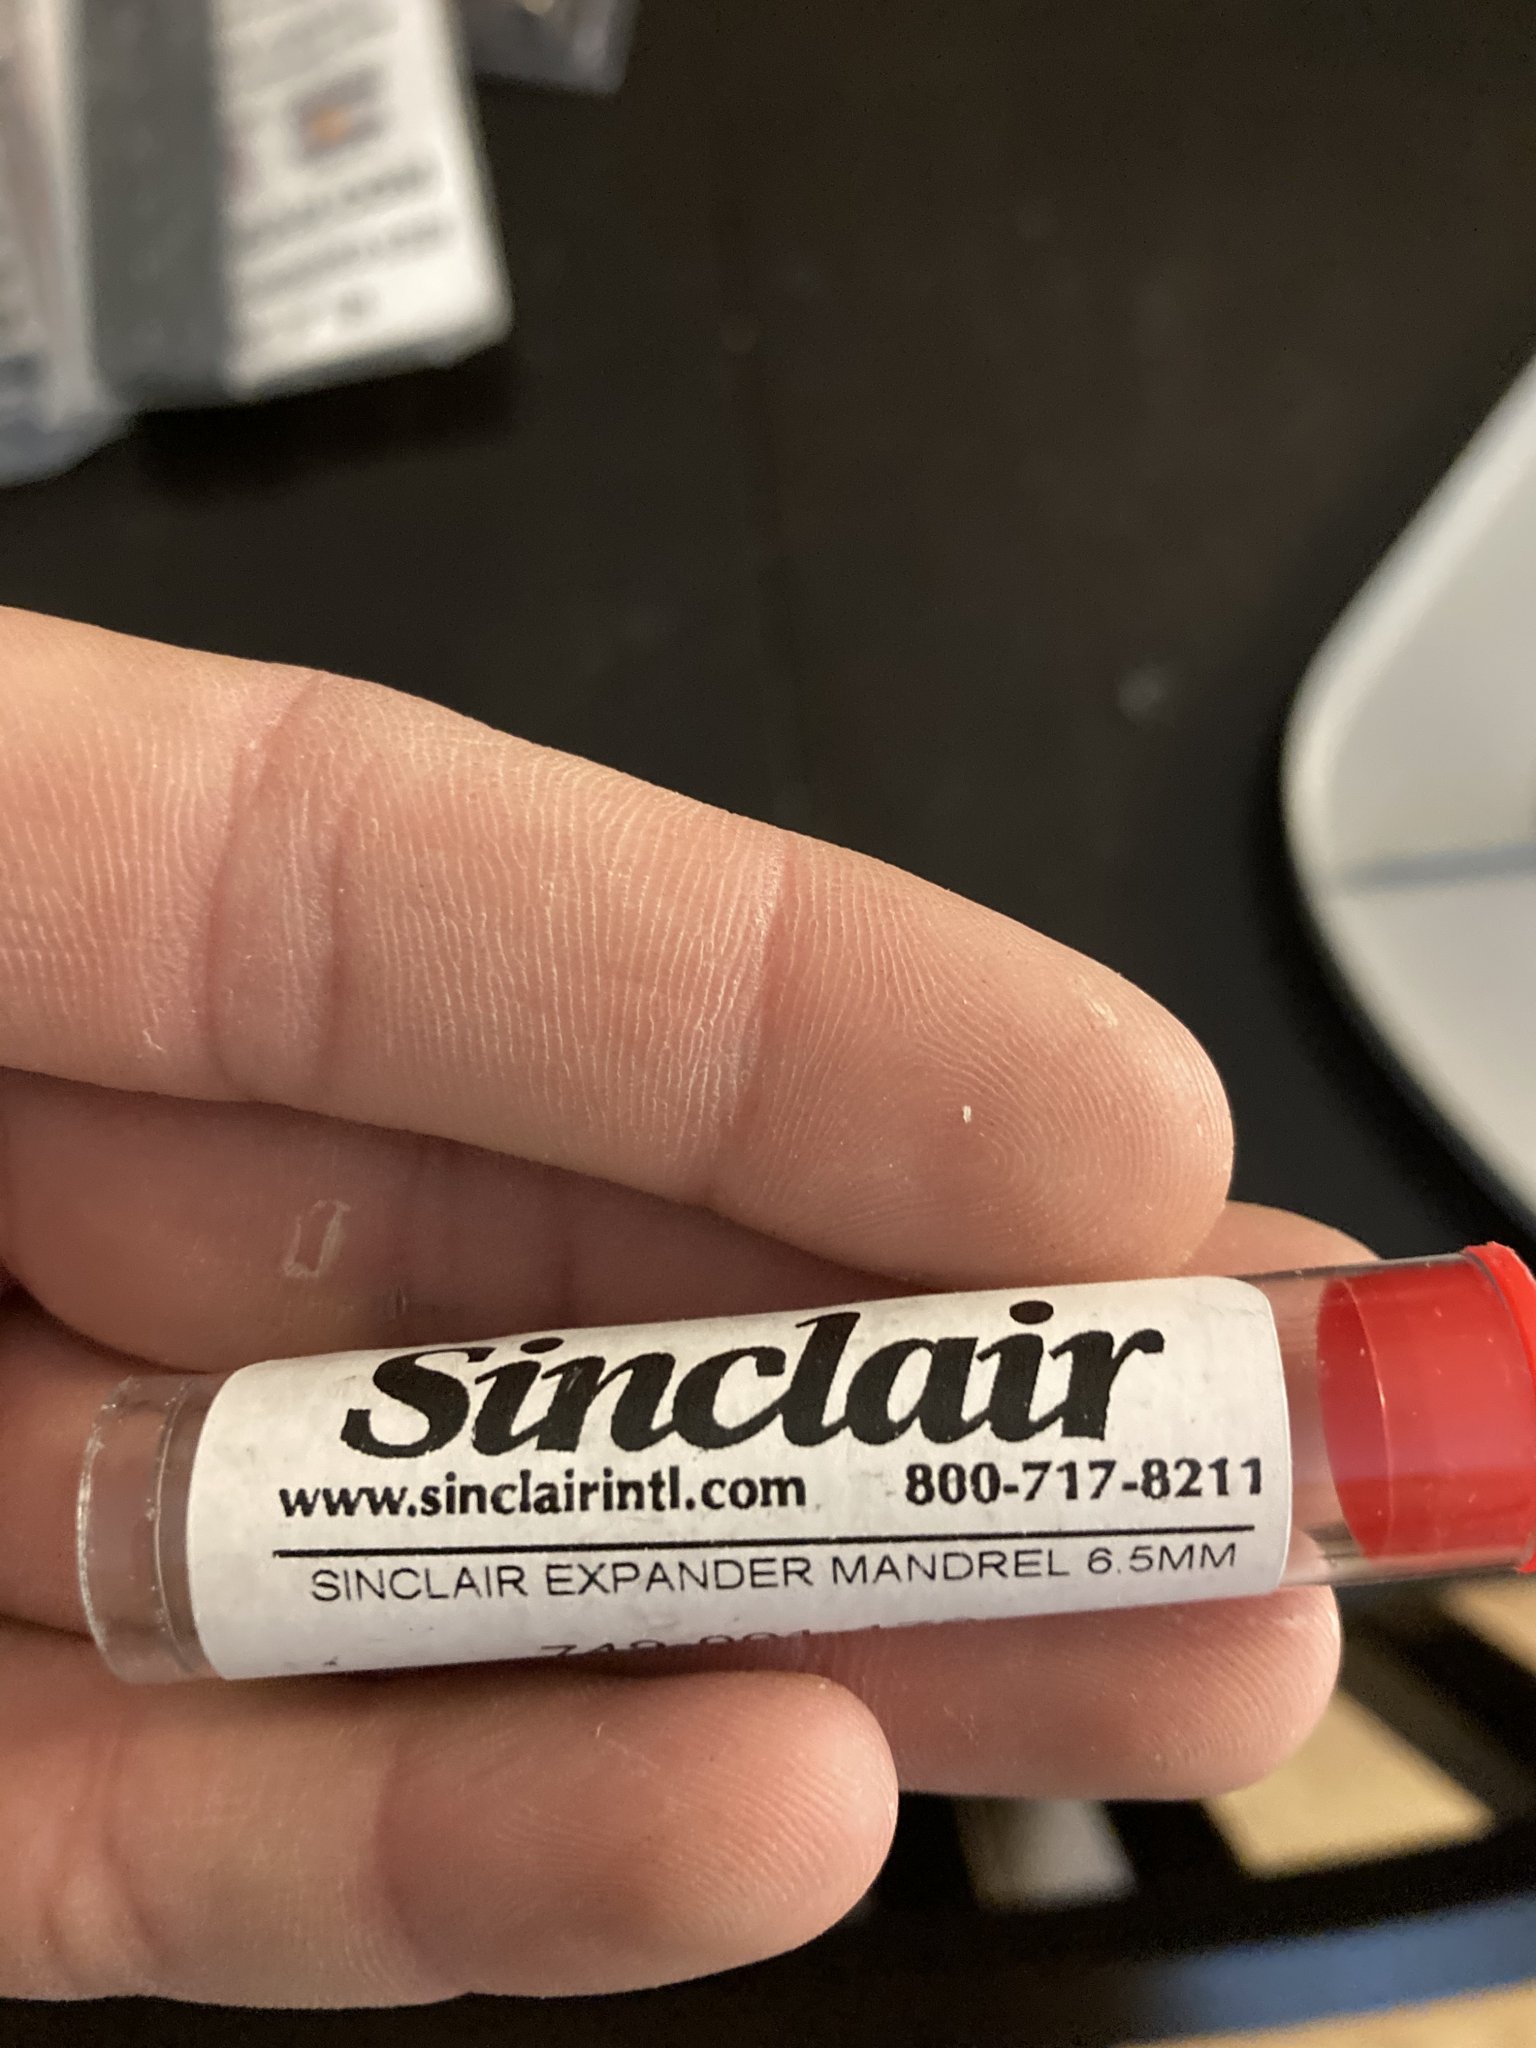 Sinclair
www.sinclairintl.com 800-717-8211
SINCLAIR EXPANDER MANDREL 6.5MM